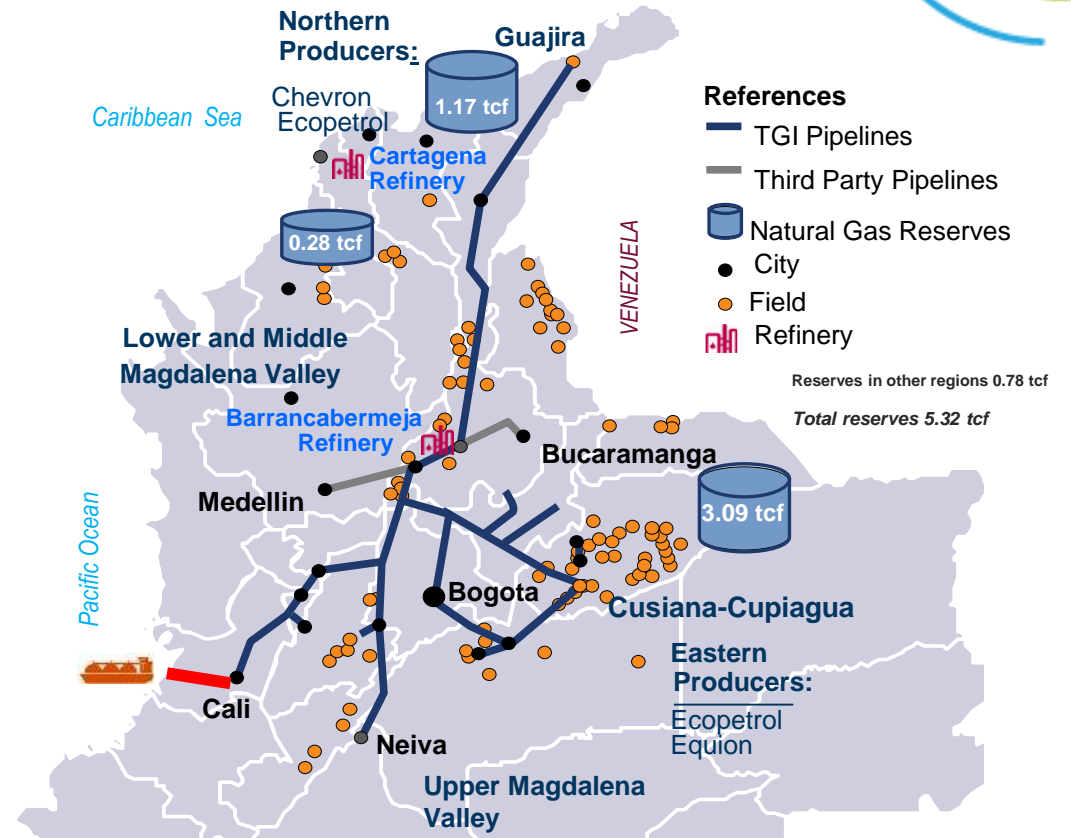 Northern
Producers:
Guajira
1.17 tcf
Chevron
Ecopetrol
Caribbean Sea
Cartagena
Refinery
0.28 tcf
References
TGI Pipelines
Third Party Pipelines
Natural Gas Reserves
City
Field
Refinery
VENEZUELA
Reserves in other regions 0.78 tcf
Total reserves 5.32 tcf
Lower and Middle
Magdalena Valley
Barrancabermeja
Refinery
Bucaramanga
Medellin
3.09 tcf
Pacific Ocean
Bogota
Cusiana-Cupiagua
Eastern
Producers:
Ecopetrol
Equion
Cali
Neiva
Upper Magdalena
Valley